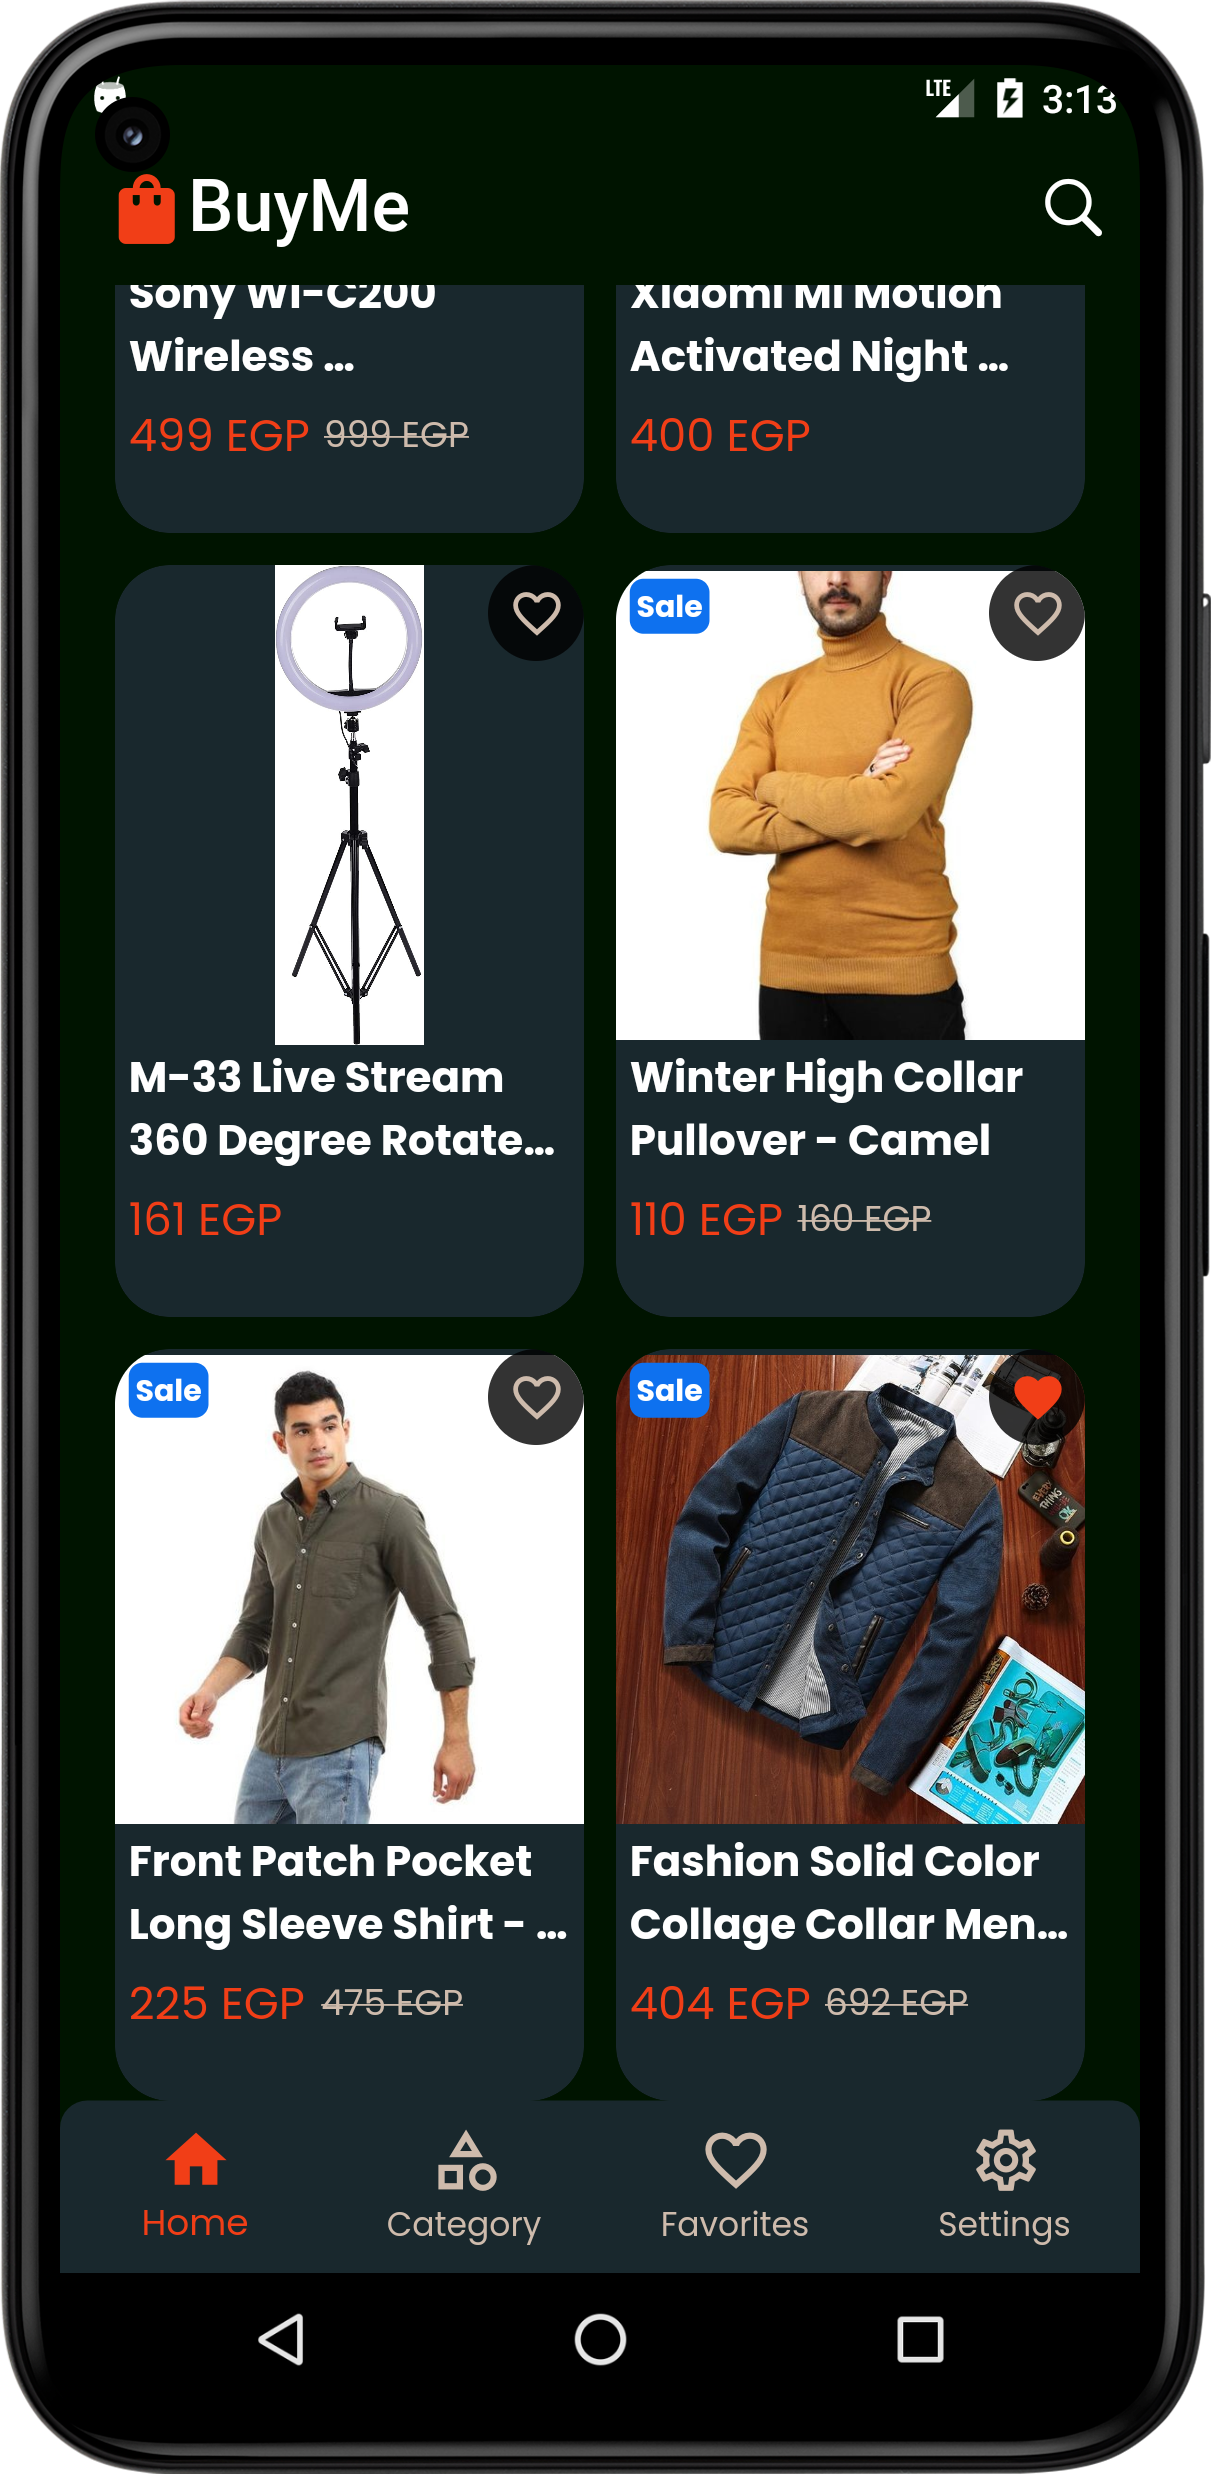 LTE 3:13
BuyMe
Sony WI-C200
Wireless ...
499 EGP 999 EGP
Xiaomi Mi Motion
Activated Night ...
400 EGP
M-33 Live Stream
360 Degree Rotate...
161 EGP
Sale
Winter High Collar
Pullover - Camel
110 EGP 160 EGP
Sale
Front Patch Pocket
Long Sleeve Shirt - ...
225 EGP 475 EGP
Sale
EVERY
THING
OK
Fashion Solid Color
Collage Collar Men...
404 EGP 692 EGP
Home
Category
Favorites
Settings